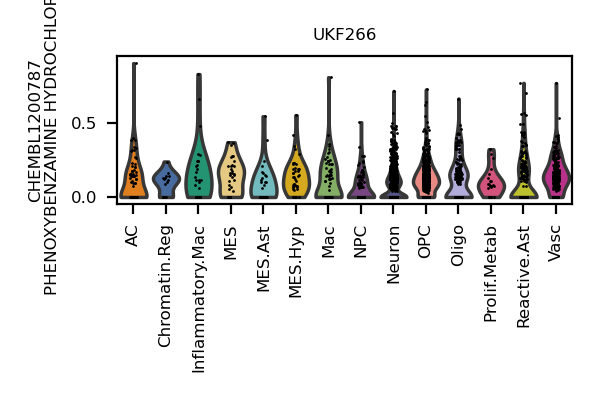 UKF266
CHEMBL1200787
PHENOXYBENZAMINE HYDROCHLOR
0.5
0.0
AC
Chromatin.Reg
Inflammatory.Mac
MES
MES.Ast
MES.Hyp
Mac
NPC
Neuron
OPC
Oligo
Prolif.Metab
Reactive.Ast
Vasc